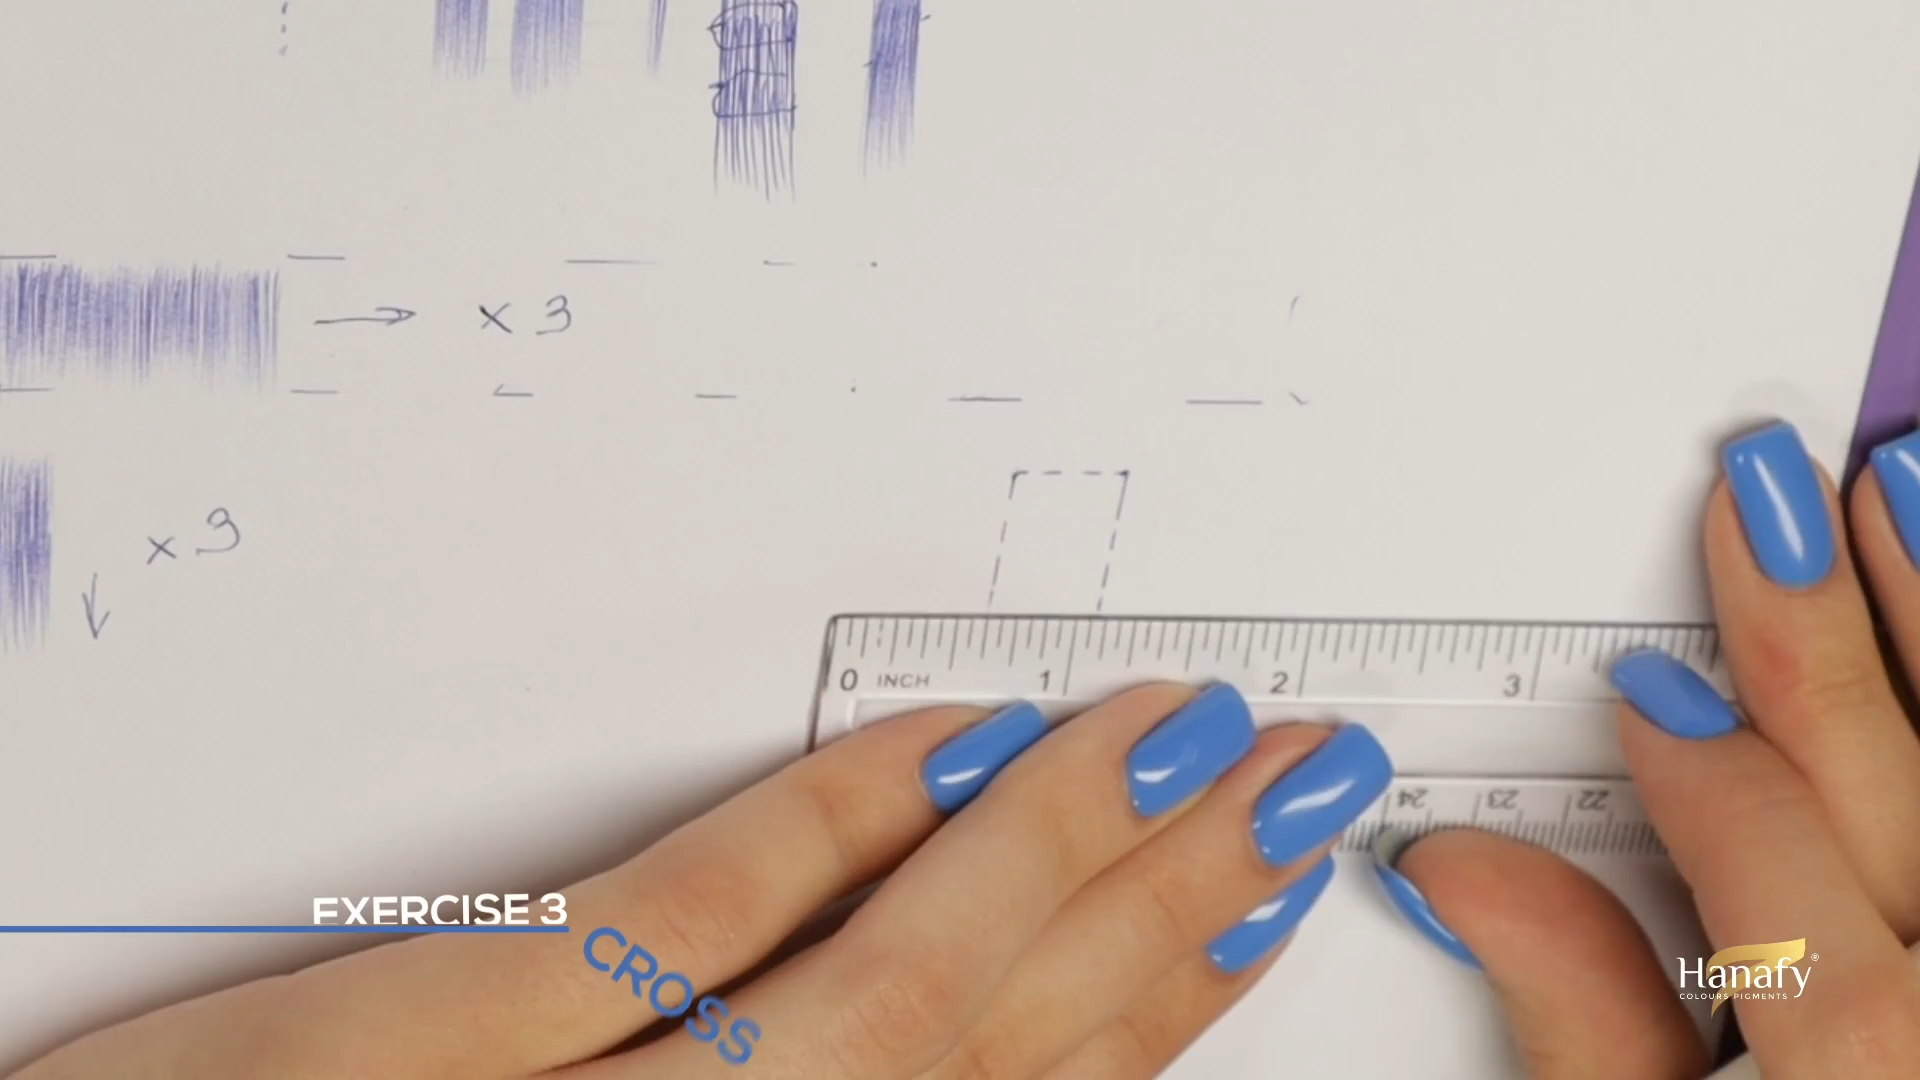 x 3
x 3
0 INCH 1 2 3
24 23 22
EXERCISE 3
CROSS
Hanafy®
COLOURS PIGMENTS